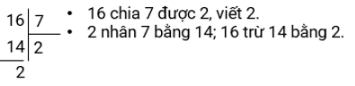 16 7 • 16 chia 7 được 2, viết 2.
14 2 • 2 nhân 7 bằng 14; 16 trừ 14 bằng 2.
2